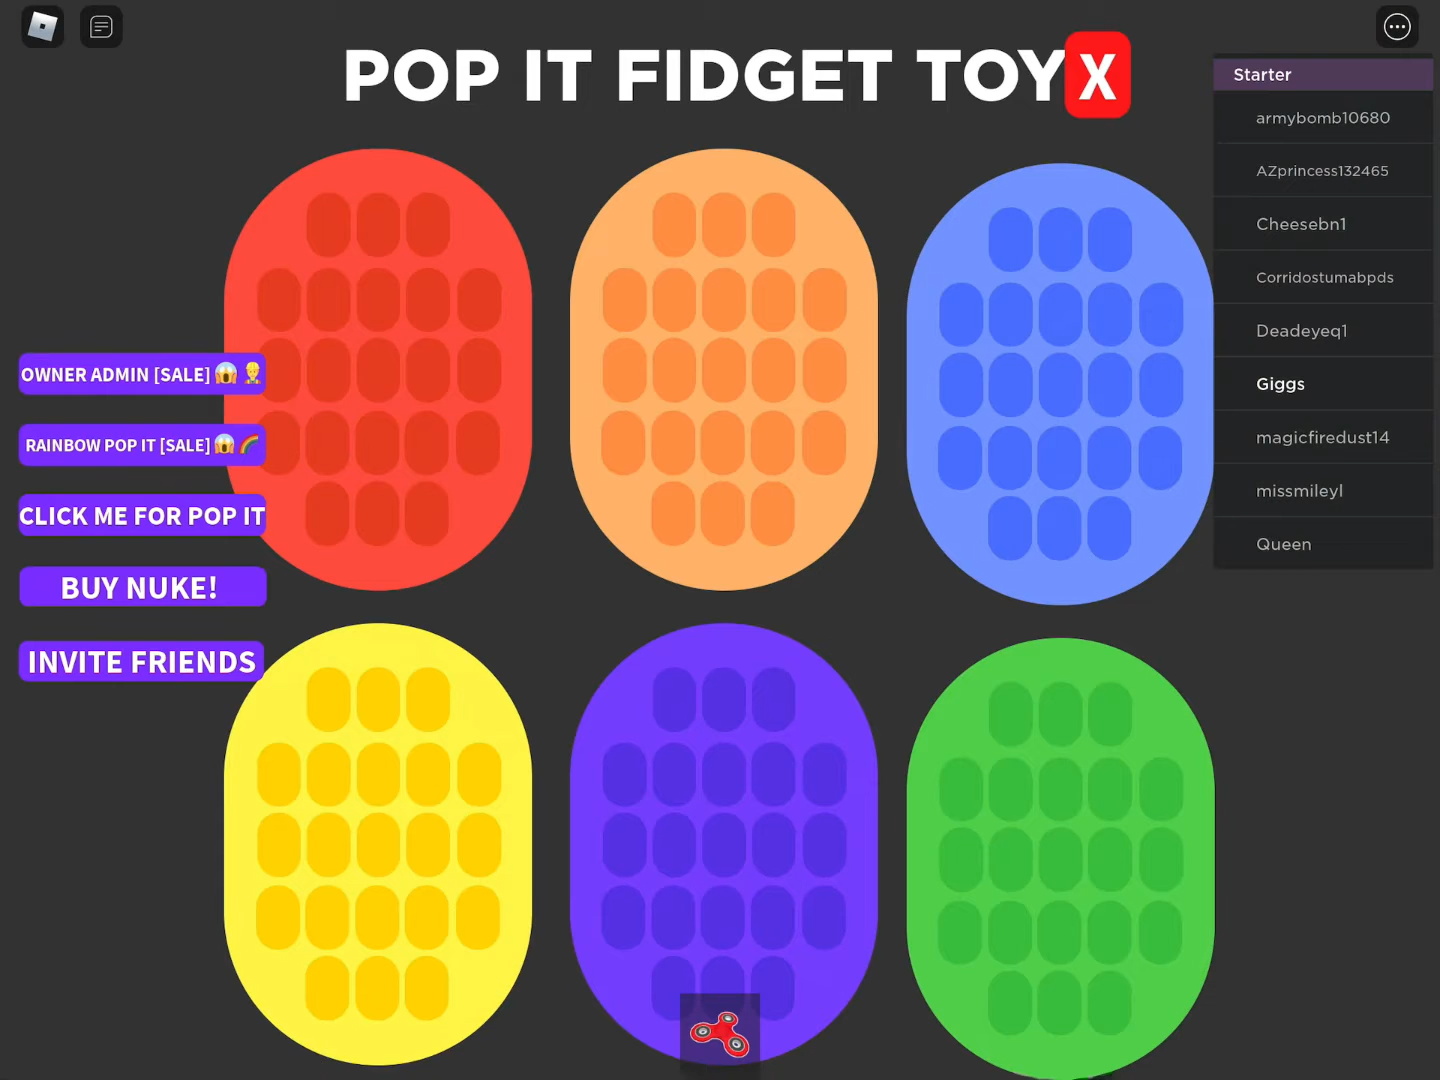 POP IT FIDGET TOY
X
Starter
armybomb10680
AZprincess132465
Cheesebn1
Corridostumabpds
Deadeyeq1
Giggs
magicfiredust14
missmileyl
Queen
OWNER ADMIN [SALE] 😱 👷
RAINBOW POP IT [SALE] 😱 🌈
CLICK ME FOR POP IT
BUY NUKE!
INVITE FRIENDS